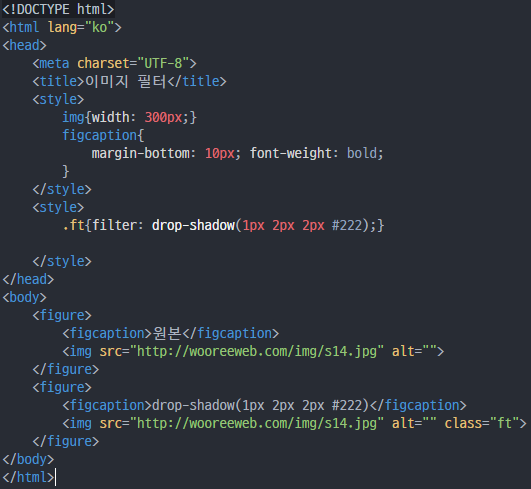 <!DOCTYPE html>
<html lang="ko">
<head>
    <meta charset="UTF-8">
    <title>이미지 필터</title>
    <style>
        img{width: 300px;}
        figcaption{
            margin-bottom: 10px; font-weight: bold;
        }
    </style>
    <style>
        .ft{filter: drop-shadow(1px 2px 2px #222);}
    </style>
</head>
<body>
    <figure>
        <figcaption>원본</figcaption>
        <img src="http://wooreeweb.com/img/s14.jpg" alt="">
    </figure>
    <figure>
        <figcaption>drop-shadow(1px 2px 2px #222)</figcaption>
        <img src="http://wooreeweb.com/img/s14.jpg" alt="" class="ft">
    </figure>
</body>
</html>